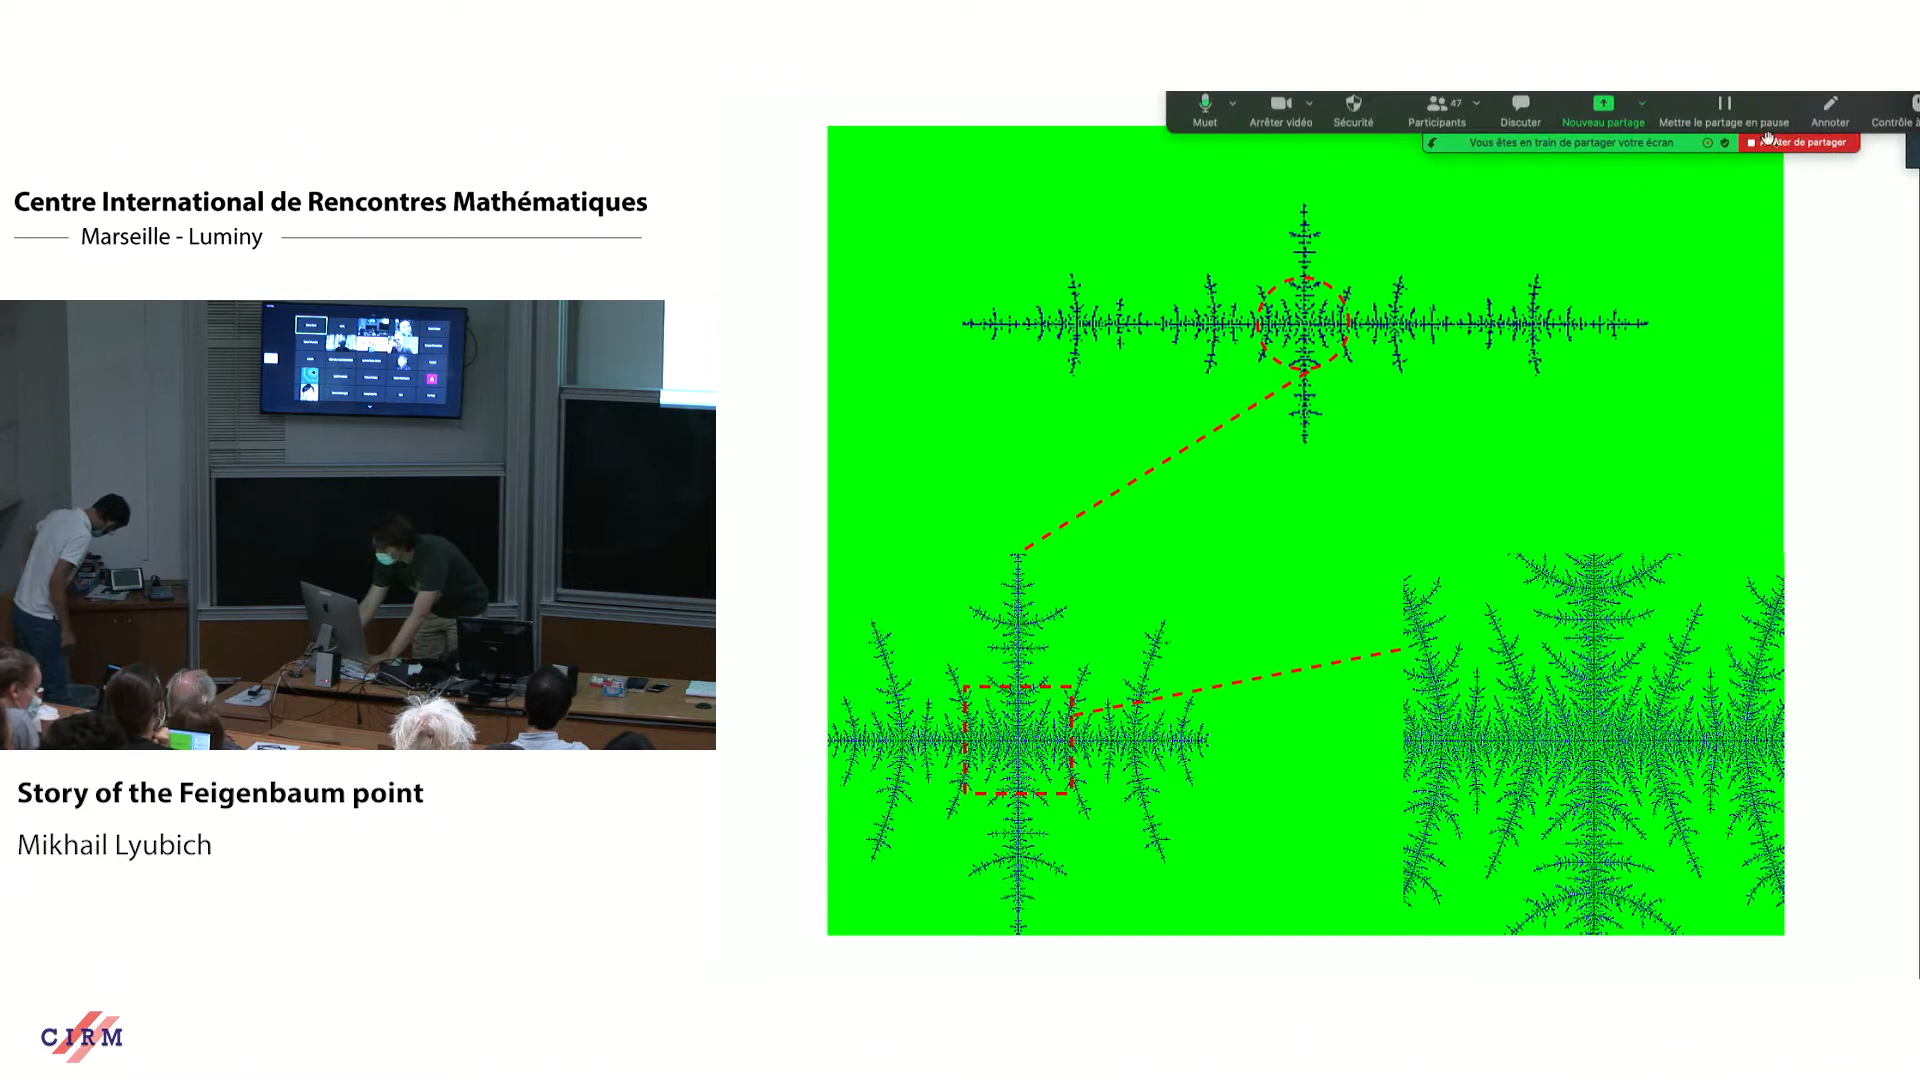 Centre International de Rencontres Mathématiques
Marseille - Luminy
Story of the Feigenbaum point
Mikhail Lyubich
CIRM
Muet
Arrêter vidéo
Sécurité
Participants
47
Discuter
Nouveau partage
Mettre le partage en pause
Annoter
Contrôle à
Vous êtes en train de partager votre écran
de partager
A